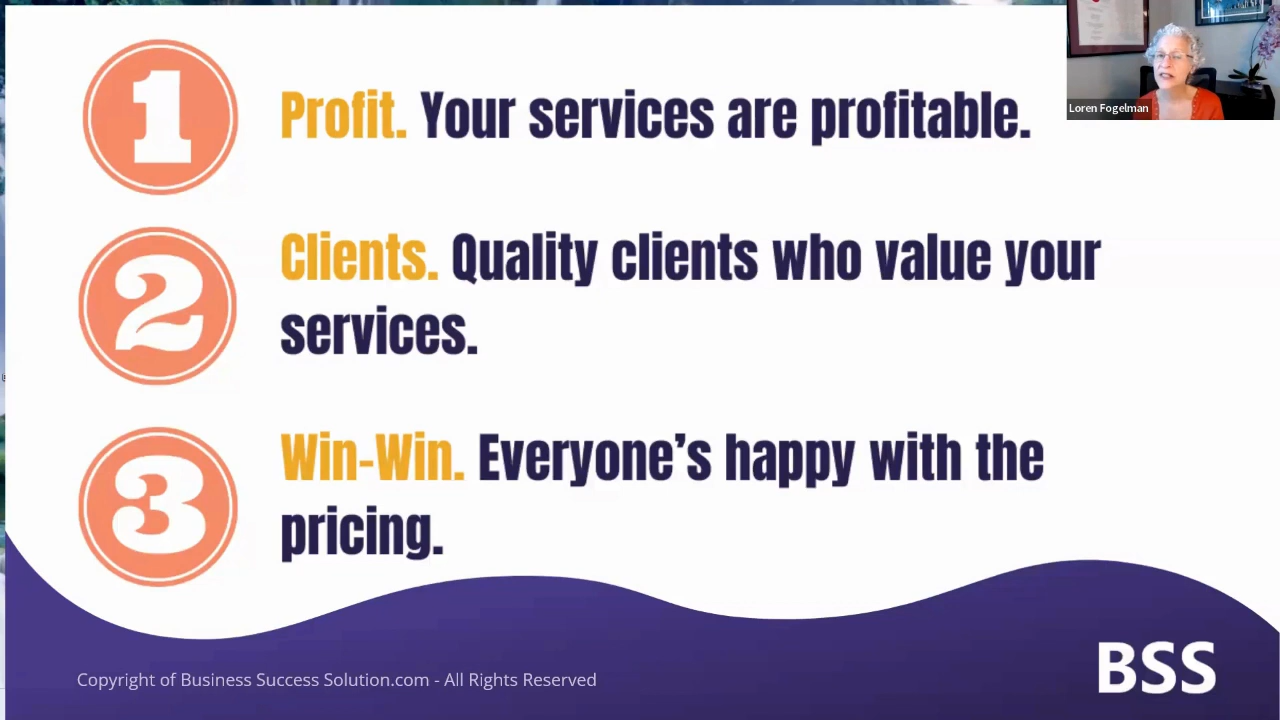 1
Profit. Your services are profitable.
Loren Fogelman
2
Clients. Quality clients who value your
services.
3
Win-Win. Everyone’s happy with the
pricing.
Copyright of Business Success Solution.com - All Rights Reserved
BSS